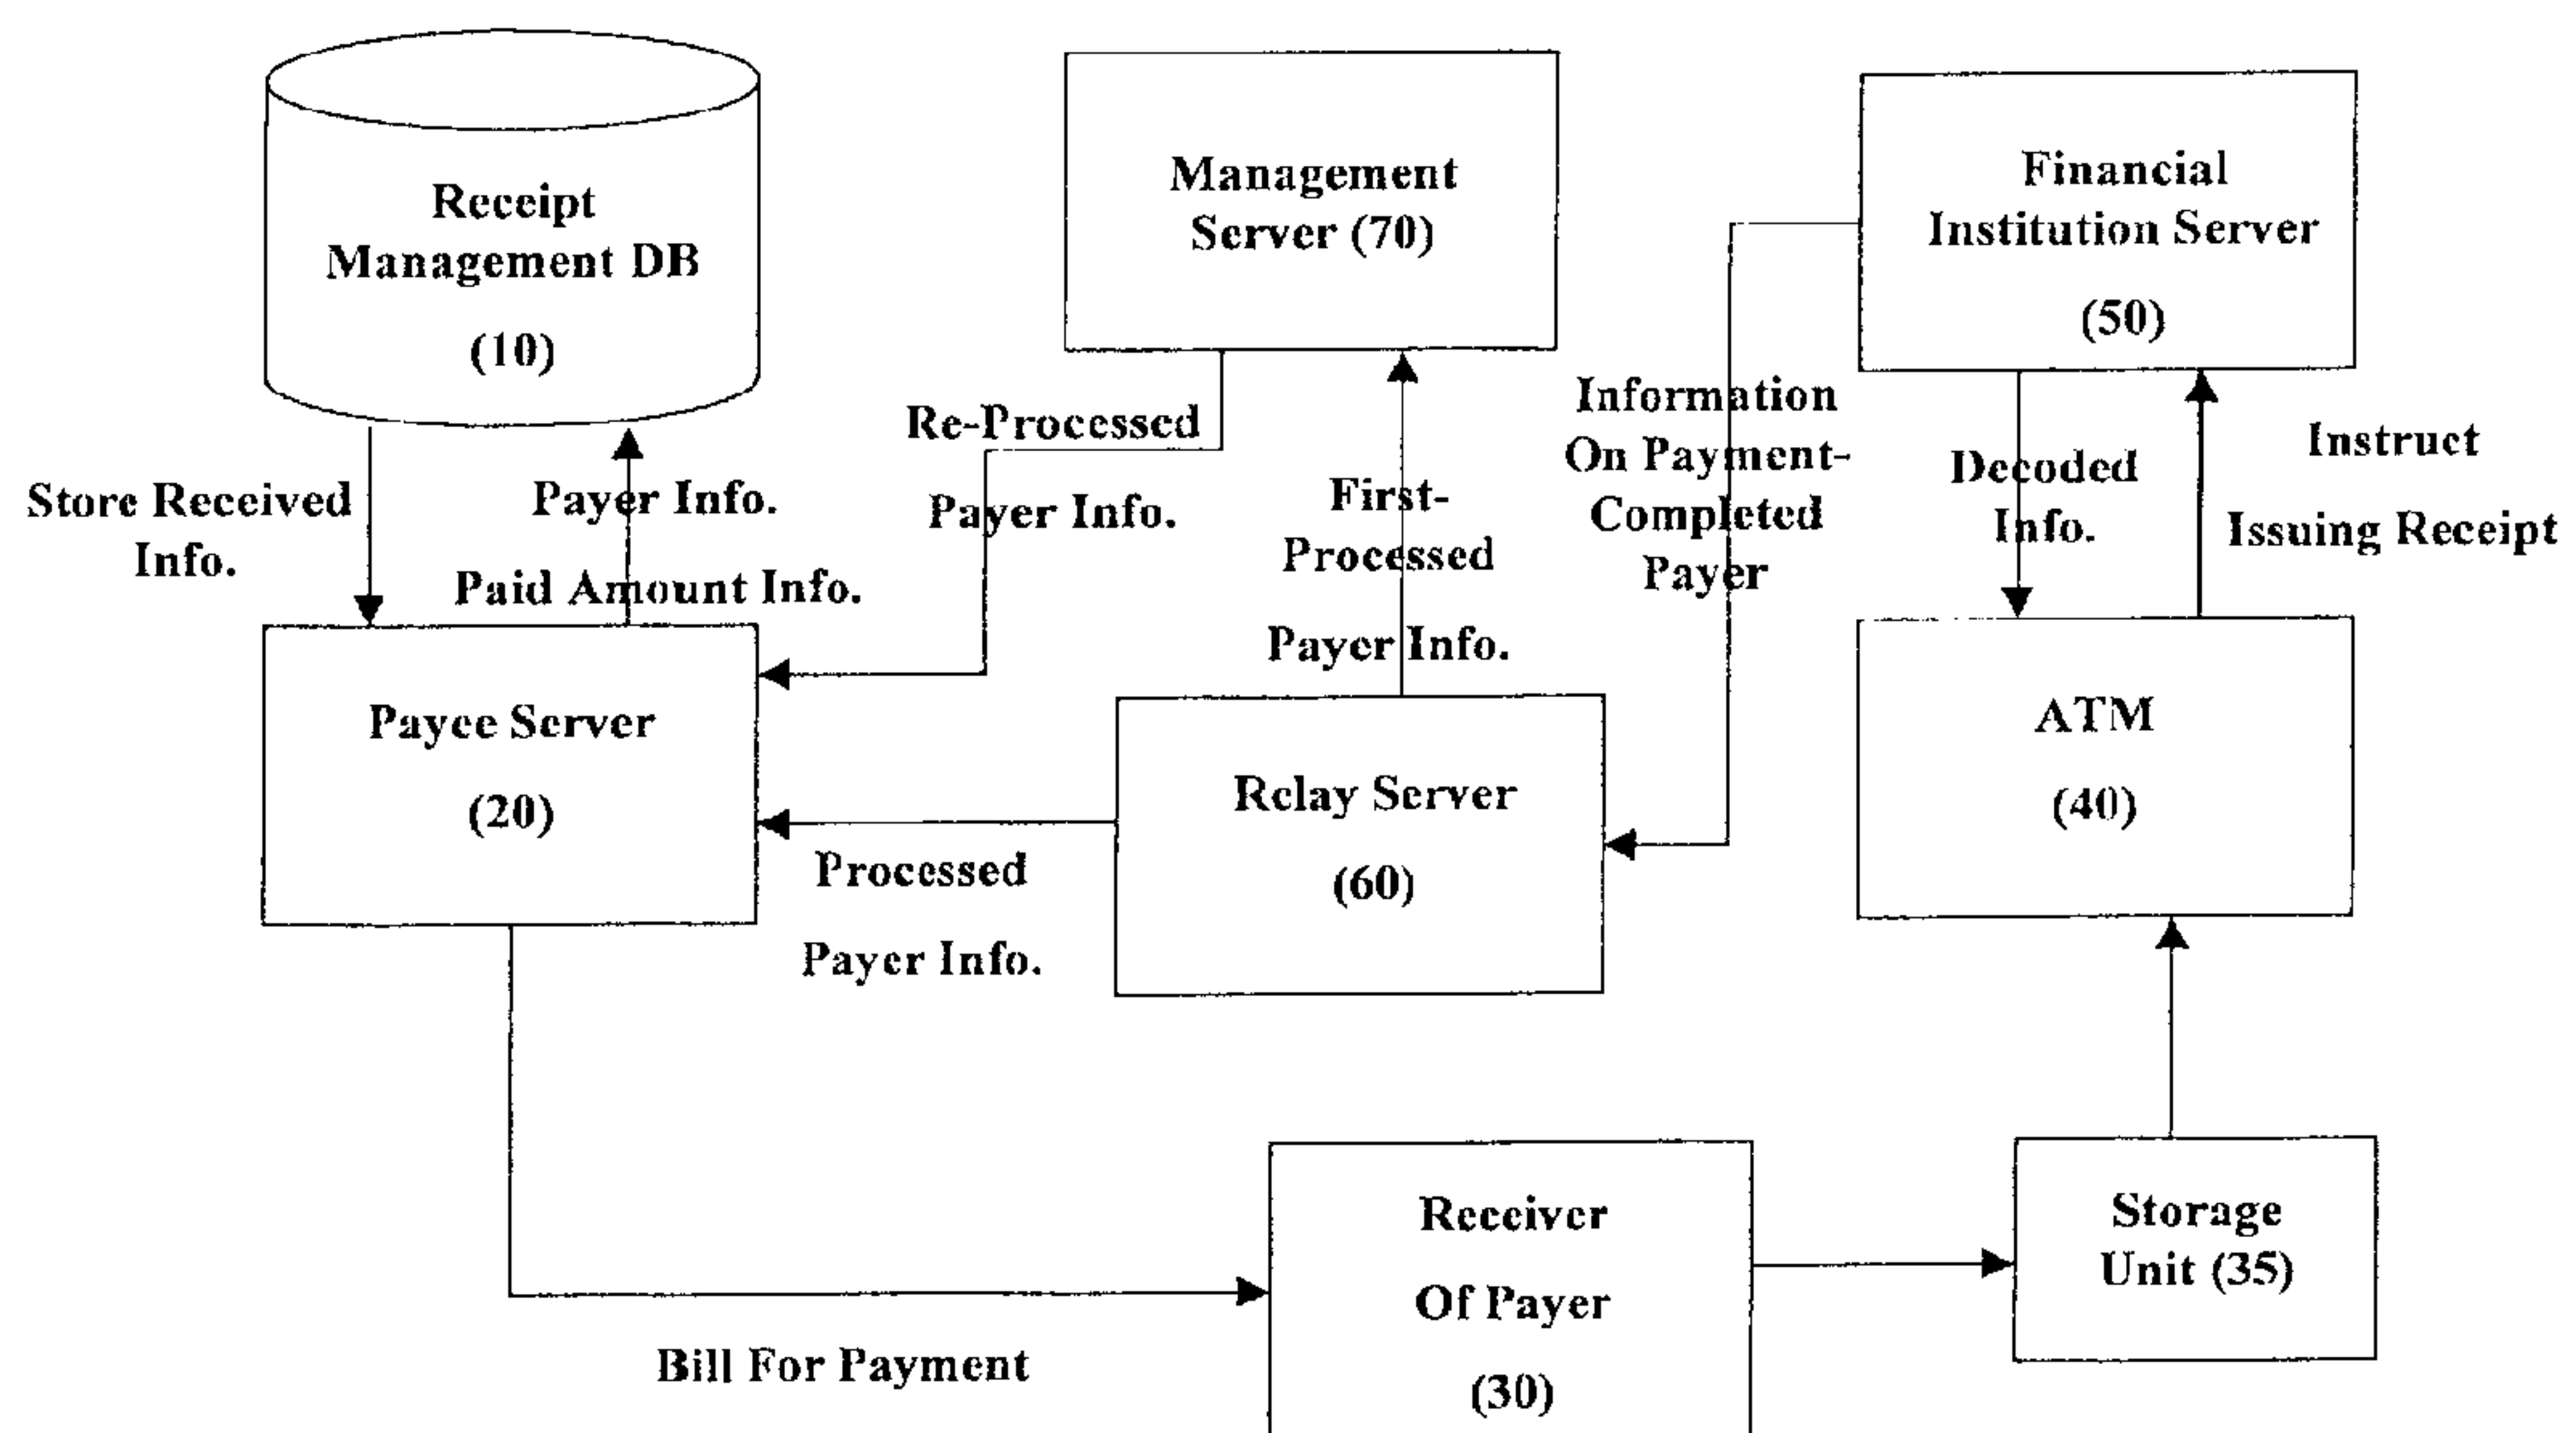 Receipt
Management DB
(10)
Management
Server (70)
Financial
Institution Server
(50)
Store Received
Info.
Payer Info.
Paid Amount Info.
Re-Processed
Payer Info.
First-
Processed
Payer Info.
Information
On Payment-
Completed
Payer
Decoded
Info.
Instruct
Issuing Receipt
Payee Server
(20)
Processed
Payer Info.
Relay Server
(60)
ATM
(40)
Bill For Payment
Receiver
Of Payer
(30)
Storage
Unit (35)